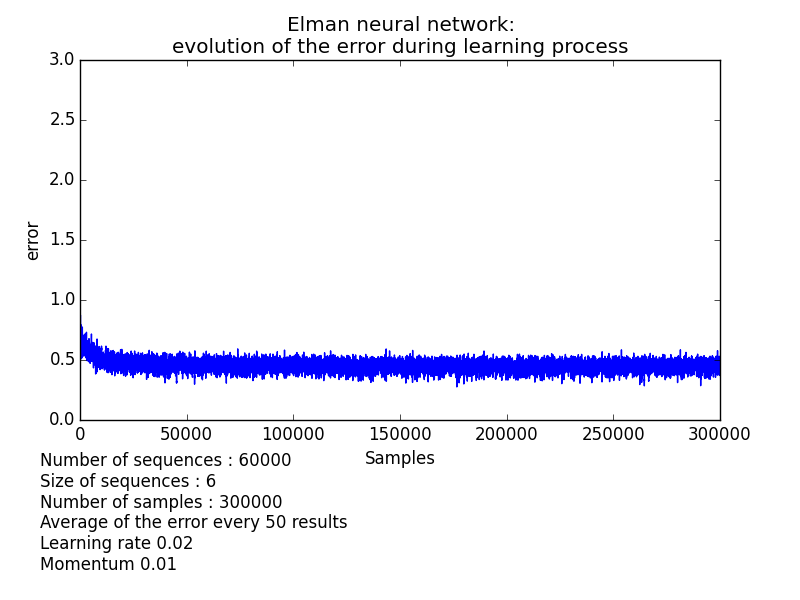 Elman neural network:
evolution of the error during learning process
3.0
2.5
2.0
1.5
1.0
0.5
0.0
error
0 50000 100000 150000 200000 250000 300000
Samples
Number of sequences : 60000
Size of sequences : 6
Number of samples : 300000
Average of the error every 50 results
Learning rate 0.02
Momentum 0.01